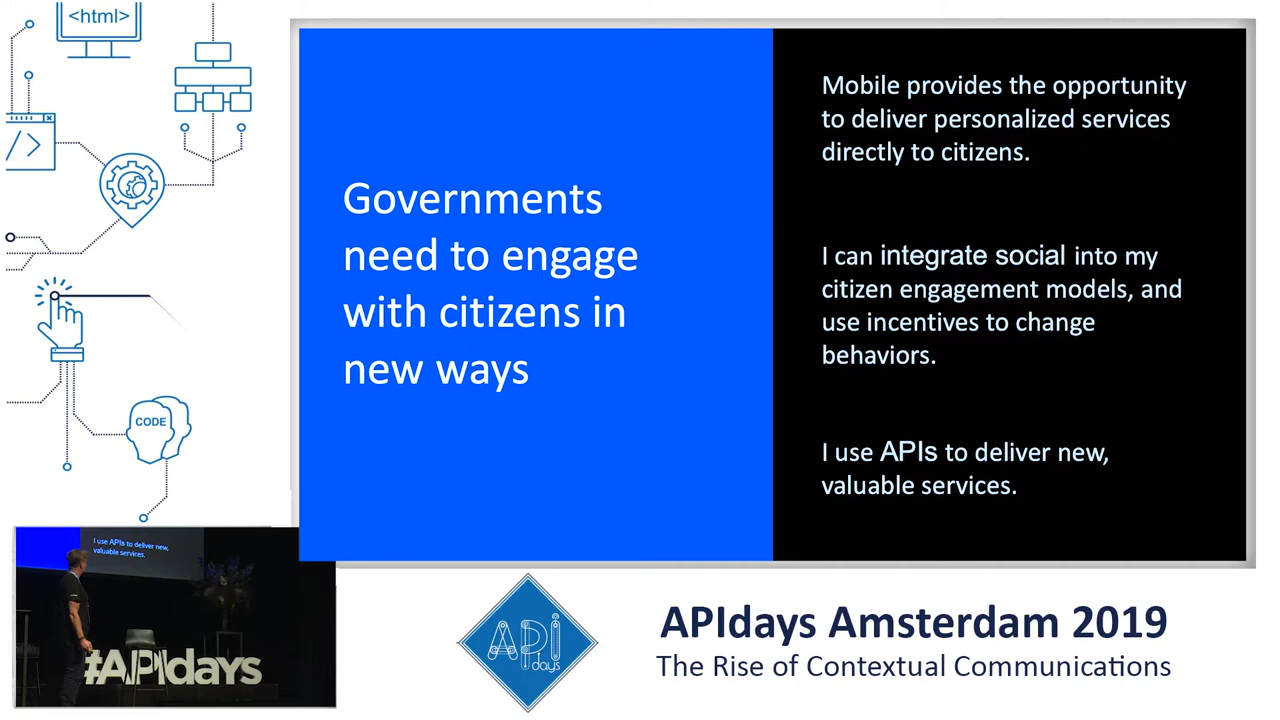 <html>
</>
CODE
Governments
need to engage
with citizens in
new ways
Mobile provides the opportunity
to deliver personalized services
directly to citizens.
I can integrate social into my
citizen engagement models, and
use incentives to change
behaviors.
I use APIs to deliver new,
valuable services.
I use APIs to deliver new,
valuable services.
#APIdays
API
days
APIdays Amsterdam 2019
The Rise of Contextual Communications